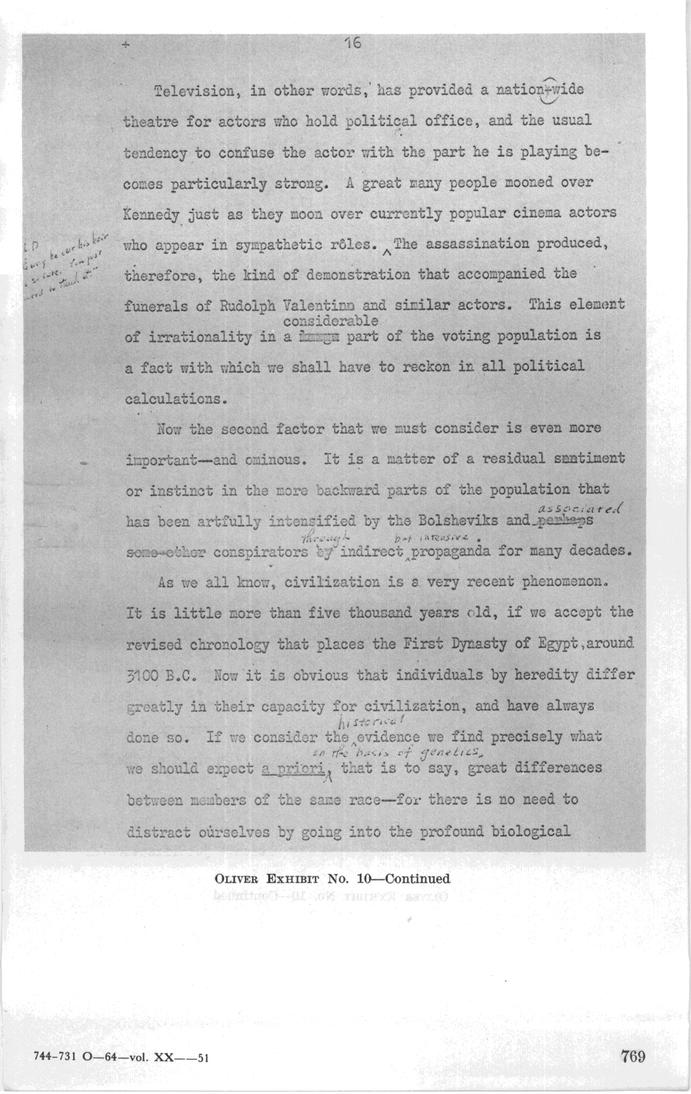 + 16
Television, in other words, has provided a nation-wide
theatre for actors who hold political office, and the usual
tendency to confuse the actor with the part he is playing be-
comes particularly strong. A great many people mooned over
Kennedy just as they moon over currently popular cinema actors
who appear in sympathetic rôles. ^ The assassination produced,
his hair
therefore, the kind of demonstration that accompanied the
funerals of Rudolph Valentino and similar actors. This element
considerable
of irrationality in a large part of the voting population is
a fact with which we shall have to reckon in all political
calculations.
Now the second factor that we must consider is even more
important—and ominous. It is a matter of a residual sentiment
or instinct in the more backward parts of the population that
associated
has been artfully intensified by the Bolsheviks and perhaps
through but intensive
some other conspirators by indirect ^ propaganda for many decades.
As we all know, civilization is a very recent phenomenon.
It is little more than five thousand years old, if we accept the
revised chronology that places the First Dynasty of Egypt around
3100 B.C. Now it is obvious that individuals by heredity differ
greatly in their capacity for civilization, and have always
historical
done so. If we consider the ^ evidence we find precisely what
on the basis of genetics,
we should expect a priori, ^ that is to say, great differences
between members of the same race—for there is no need to
distract ourselves by going into the profound biological
OLIVER EXHIBIT No. 10—Continued
744-731 O—64—vol. XX——51
769